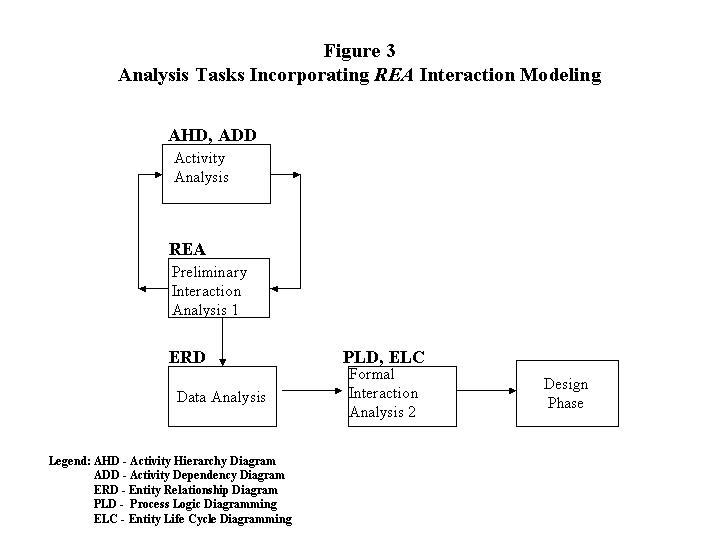 Figure 3
Analysis Tasks Incorporating REA Interaction Modeling
AHD, ADD
Activity
Analysis
REA
Preliminary
Interaction
Analysis 1
ERD
Data Analysis
PLD, ELC
Formal
Interaction
Analysis 2
Design
Phase
Legend: AHD - Activity Hierarchy Diagram
ADD - Activity Dependency Diagram
ERD - Entity Relationship Diagram
PLD - Process Logic Diagramming
ELC - Entity Life Cycle Diagramming